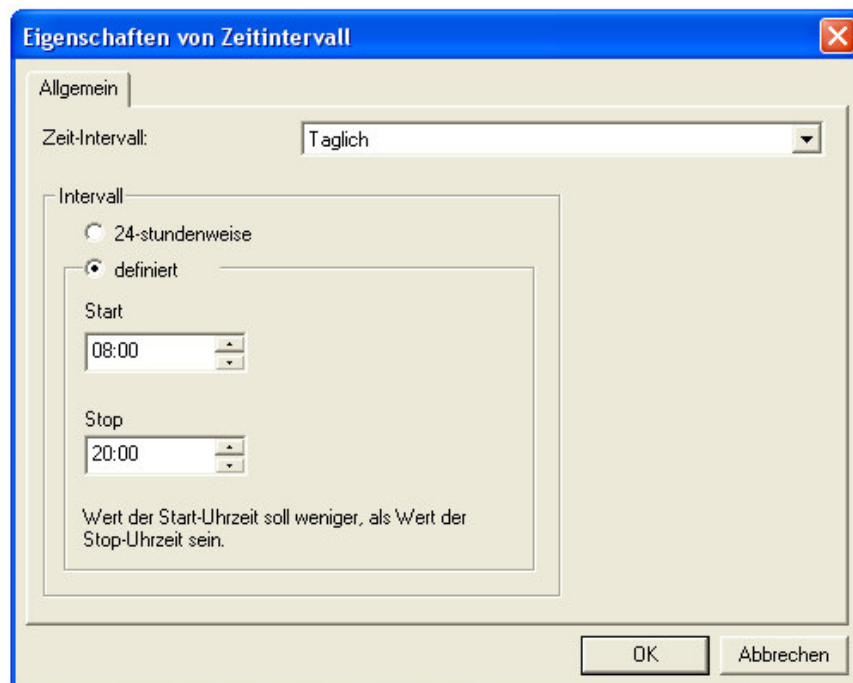 Eigenschaften von Zeitintervall
Allgemein
Zeit-Intervall:
Taglich
Intervall
24-stundenweise
definiert
Start
08:00
Stop
20:00
Wert der Start-Uhrzeit soll weniger, als Wert der
Stop-Uhrzeit sein.
OK
Abbrechen